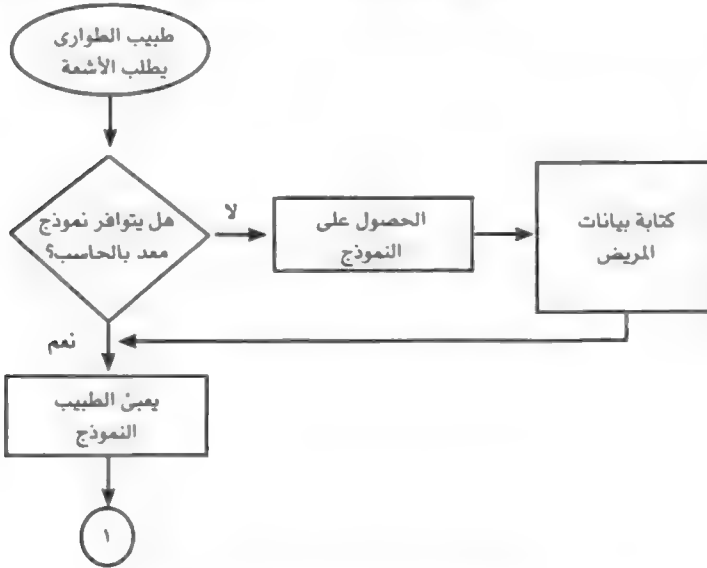 طبيب الطوارى
يطلب الأشعة
هل يتوافر نموذج
معد بالحاسب؟
لا
الحصول على
النموذج
كتابة بيانات
المريض
نعم
يعبئ الطبيب
النموذج
١